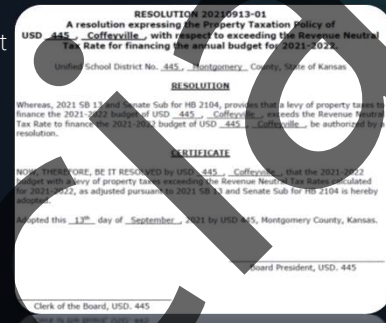 RESOLUTION 20210913-01
A resolution expressing the Property Taxation Policy of
USD 445 , Coffeyville , with respect to exceeding the Revenue Neutral
Tax Rate for financing the annual budget for 2021-2022.
Unified School District No. 445 , Montgomery County, State of Kansas
RESOLUTION
Whereas, 2021 SB 13 and Senate Sub for HB 2104, provides that a levy of property taxes to
finance the 2021-2022 budget of USD 445 , Coffeyville , exceeds the Revenue Neutral
Tax Rate to finance the 2021-2022 budget of USD 445 , Coffeyville , be authorized by a
resolution.
CERTIFICATE
NOW, THEREFORE, BE IT RESOLVED by USD 445 , Coffeyville , that the 2021-2022
budget with a levy of property taxes exceeding the Revenue Neutral Tax Rates calculated
for 2021-2022, as adjusted pursuant to 2021 SB 13 and Senate Sub for HB 2104 is hereby
adopted.
Adopted this 13th day of September , 2021 by USD 445, Montgomery County, Kansas.
Board President, USD. 445
Clerk of the Board, USD. 445